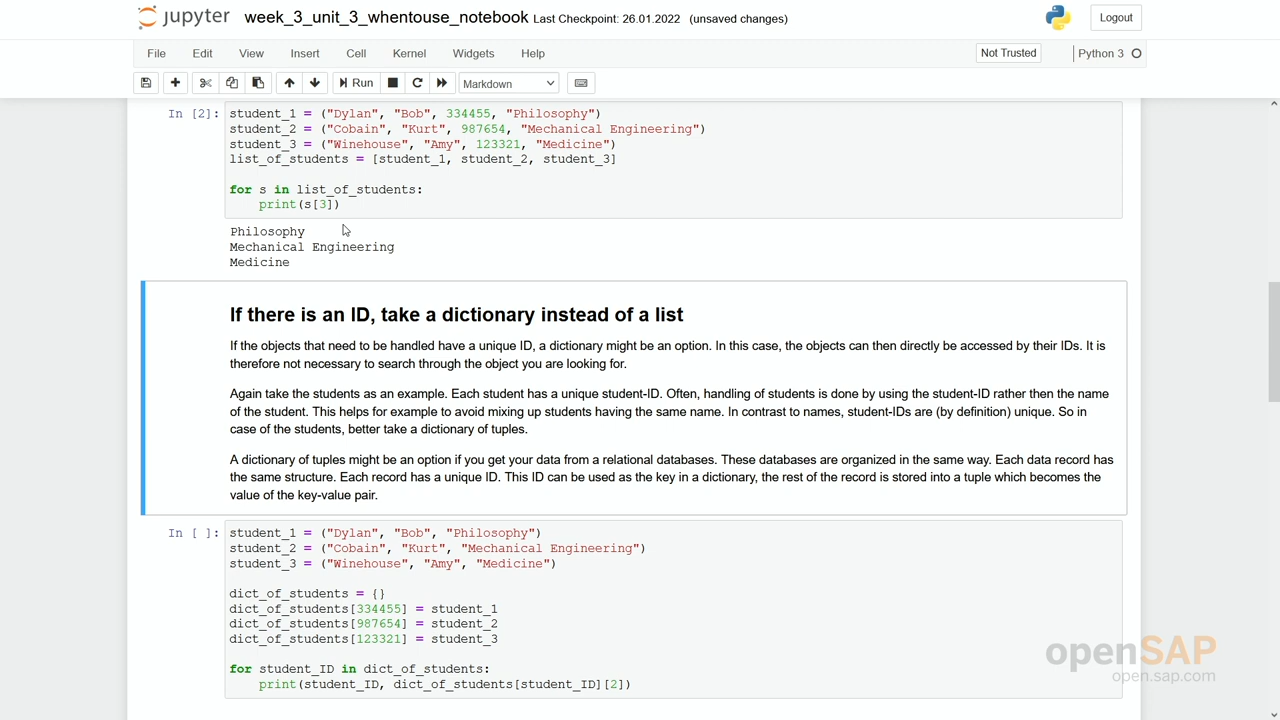 jupyter week_3_unit_3_whentouse_notebook Last Checkpoint: 26.01.2022 (unsaved changes) Logout
File Edit View Insert Cell Kernel Widgets Help Not Trusted Python 3
Run Markdown
In [2]: student_1 = ("Dylan", "Bob", 334455, "Philosophy")
student_2 = ("Cobain", "Kurt", 987654, "Mechanical Engineering")
student_3 = ("Winehouse", "Amy", 123321, "Medicine")
list_of_students = [student_1, student_2, student_3]
for s in list_of_students:
print(s[3])
Philosophy
Mechanical Engineering
Medicine
If there is an ID, take a dictionary instead of a list
If the objects that need to be handled have a unique ID, a dictionary might be an option. In this case, the objects can then directly be accessed by their IDs. It is
therefore not necessary to search through the object you are looking for.
Again take the students as an example. Each student has a unique student-ID. Often, handling of students is done by using the student-ID rather then the name
of the student. This helps for example to avoid mixing up students having the same name. In contrast to names, student-IDs are (by definition) unique. So in
case of the students, better take a dictionary of tuples.
A dictionary of tuples might be an option if you get your data from a relational databases. These databases are organized in the same way. Each data record has
the same structure. Each record has a unique ID. This ID can be used as the key in a dictionary, the rest of the record is stored into a tuple which becomes the
value of the key-value pair.
In [ ]: student_1 = ("Dylan", "Bob", "Philosophy")
student_2 = ("Cobain", "Kurt", "Mechanical Engineering")
student_3 = ("Winehouse", "Amy", "Medicine")
dict_of_students = {}
dict_of_students[334455] = student_1
dict_of_students[987654] = student_2
dict_of_students[123321] = student_3
for student_ID in dict_of_students:
print(student_ID, dict_of_students[student_ID][2])
openSAP
open.sap.com